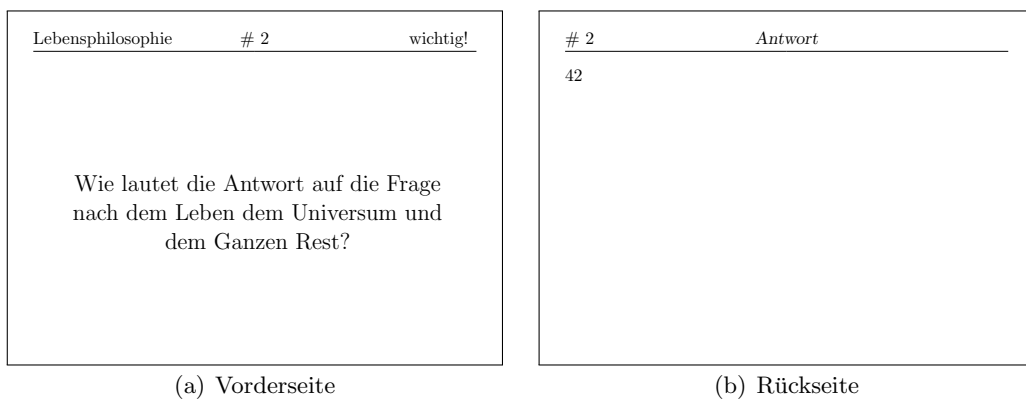 Lebensphilosophie # 2 wichtig!
Wie lautet die Antwort auf die Frage
nach dem Leben dem Universum und
dem Ganzen Rest?
(a) Vorderseite
# 2 Antwort
42
(b) Rückseite